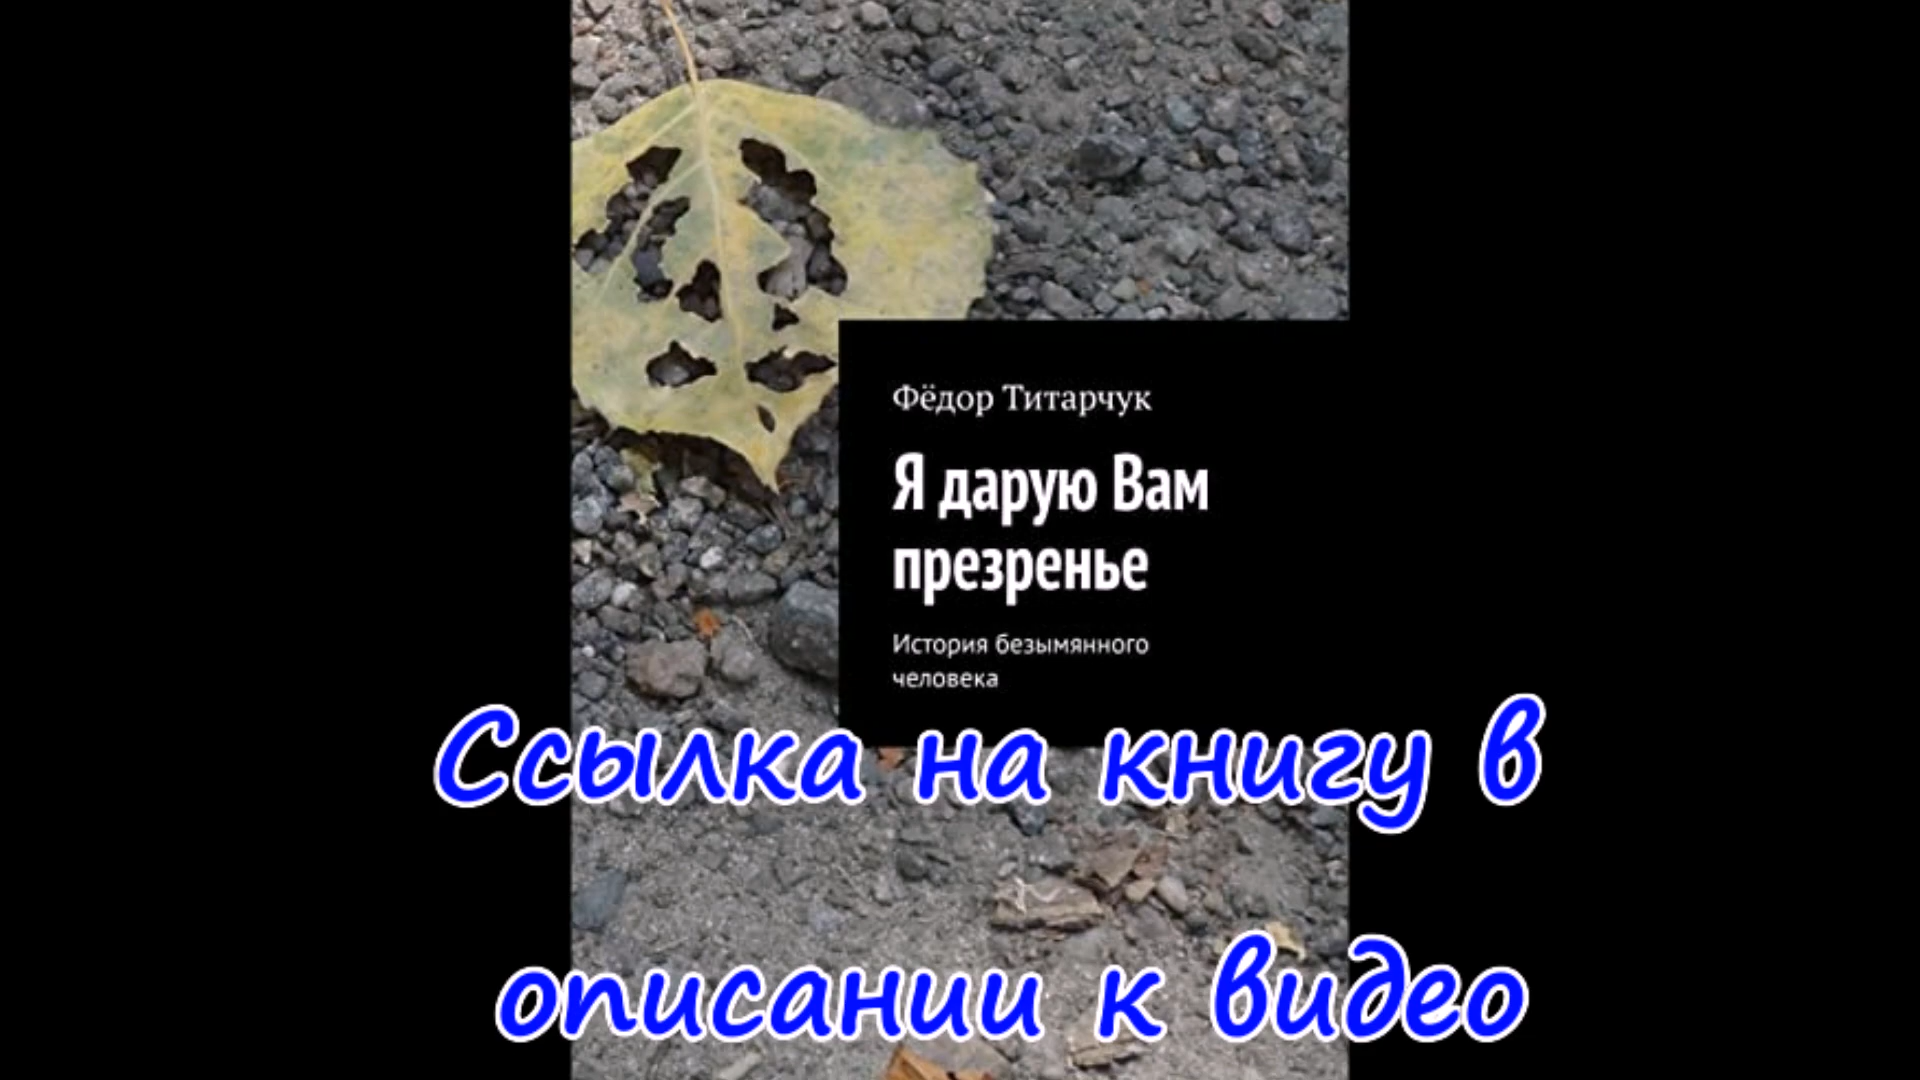 Фёдор Титарчук
Я дарую Вам
презренье
История безымянного
человека
Ссылка на книгу в
описании к видео